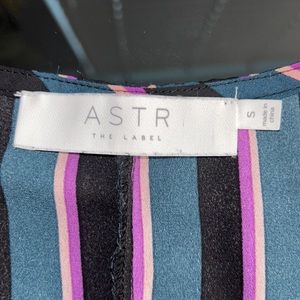 ASTR
THE LABEL
S
made in
china